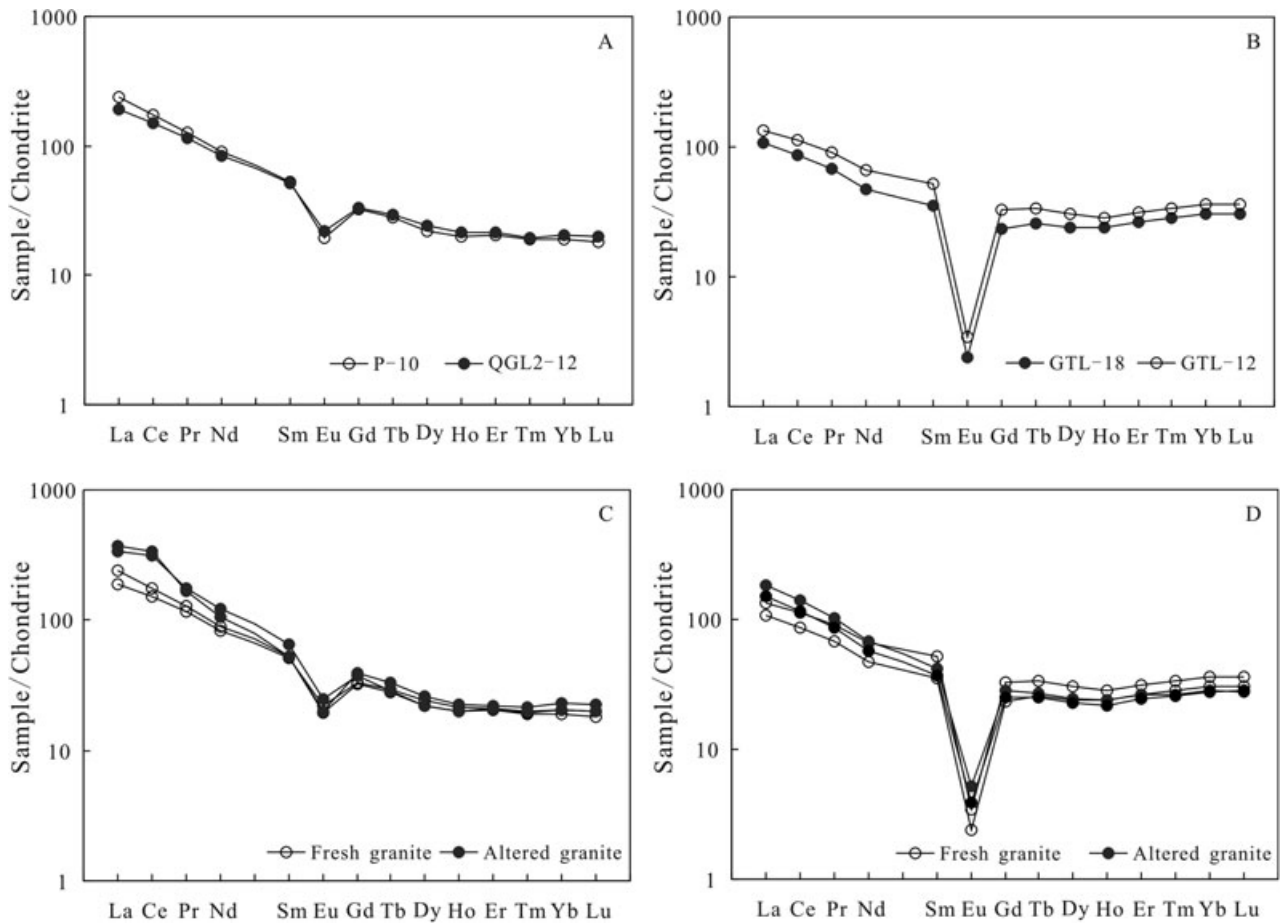 1000
A
100
10
1
Sample/Chondrite
P-10 QGL2-12
La Ce Pr Nd Sm Eu Gd Tb Dy Ho Er Tm Yb Lu
1000
B
100
10
1
Sample/Chondrite
GTL-18 GTL-12
La Ce Pr Nd Sm Eu Gd Tb Dy Ho Er Tm Yb Lu
1000
C
100
10
1
Sample/Chondrite
Fresh granite Altered granite
La Ce Pr Nd Sm Eu Gd Tb Dy Ho Er Tm Yb Lu
1000
D
100
10
1
Sample/Chondrite
Fresh granite Altered granite
La Ce Pr Nd Sm Eu Gd Tb Dy Ho Er Tm Yb Lu